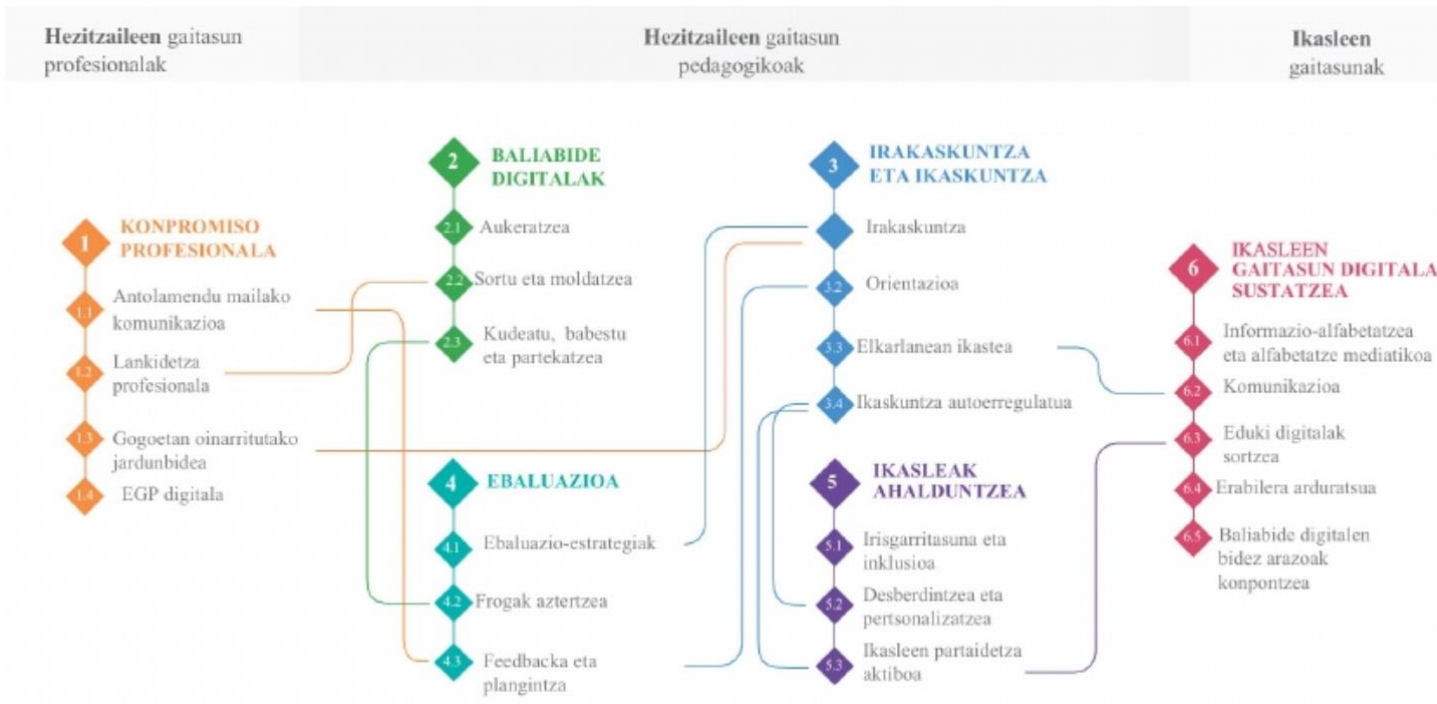 Hezitzaileen gaitasun
profesionalak
Hezitzaileen gaitasun
pedagogikoak
Ikasleen
gaitasunak
1
KONPROMISO
PROFESIONALA
1.1
Antolamendu mailako
komunikazioa
1.2
Lankidetza
profesionala
1.3
Gogoetan oinarritutako
jardunbidea
1.4
EGP digitala
2
BALIABIDE
DIGITALAK
2.1
Aukeratzea
2.2
Sortu eta moldatzea
2.3
Kudeatu, babestu
eta partekatzea
3
IRAKASKUNTZA
ETA IKASKUNTZA
Irakaskuntza
3.2
Orientazioa
3.3
Elkarlanean ikastea
3.4
Ikaskuntza autoerregulatua
4
EBALUAZIOA
4.1
Ebaluazio-estrategiak
4.2
Frogak aztertzea
4.3
Feedbacka eta
plangintza
5
IKASLEAK
AHALDUNTZEA
5.1
Irisgarritasuna eta
inklusioa
5.2
Desberdintzea eta
pertsonalizatzea
5.3
Ikasleen partaidetza
aktiboa
6
IKASLEEN
GAITASUN DIGITALA
SUSTATZEA
6.1
Informazio-alfabetatzea
eta alfabetatze mediatikoa
6.2
Komunikazioa
6.3
Eduki digitalak
sortzea
6.4
Erabilera arduratsua
6.5
Baliabide digitalen
bidez arazoak
konpontzea